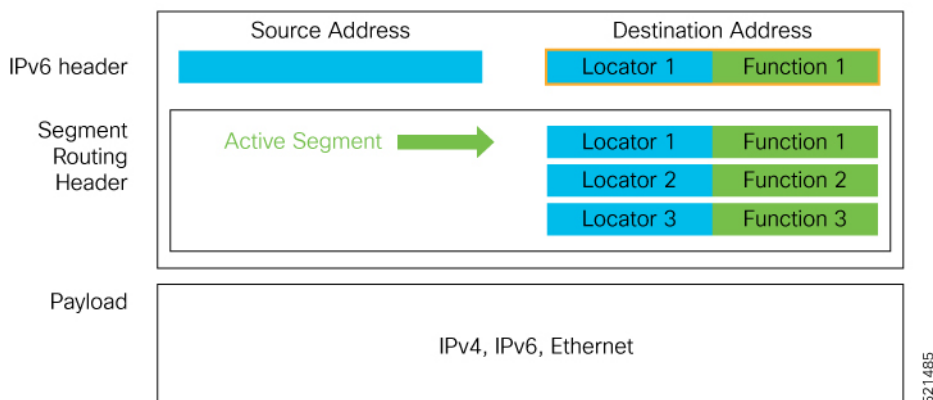 Source Address
Destination Address
IPv6 header
Locator 1
Function 1
Segment
Routing
Header
Active Segment
Locator 1
Function 1
Locator 2
Function 2
Locator 3
Function 3
Payload
IPv4, IPv6, Ethernet
521485